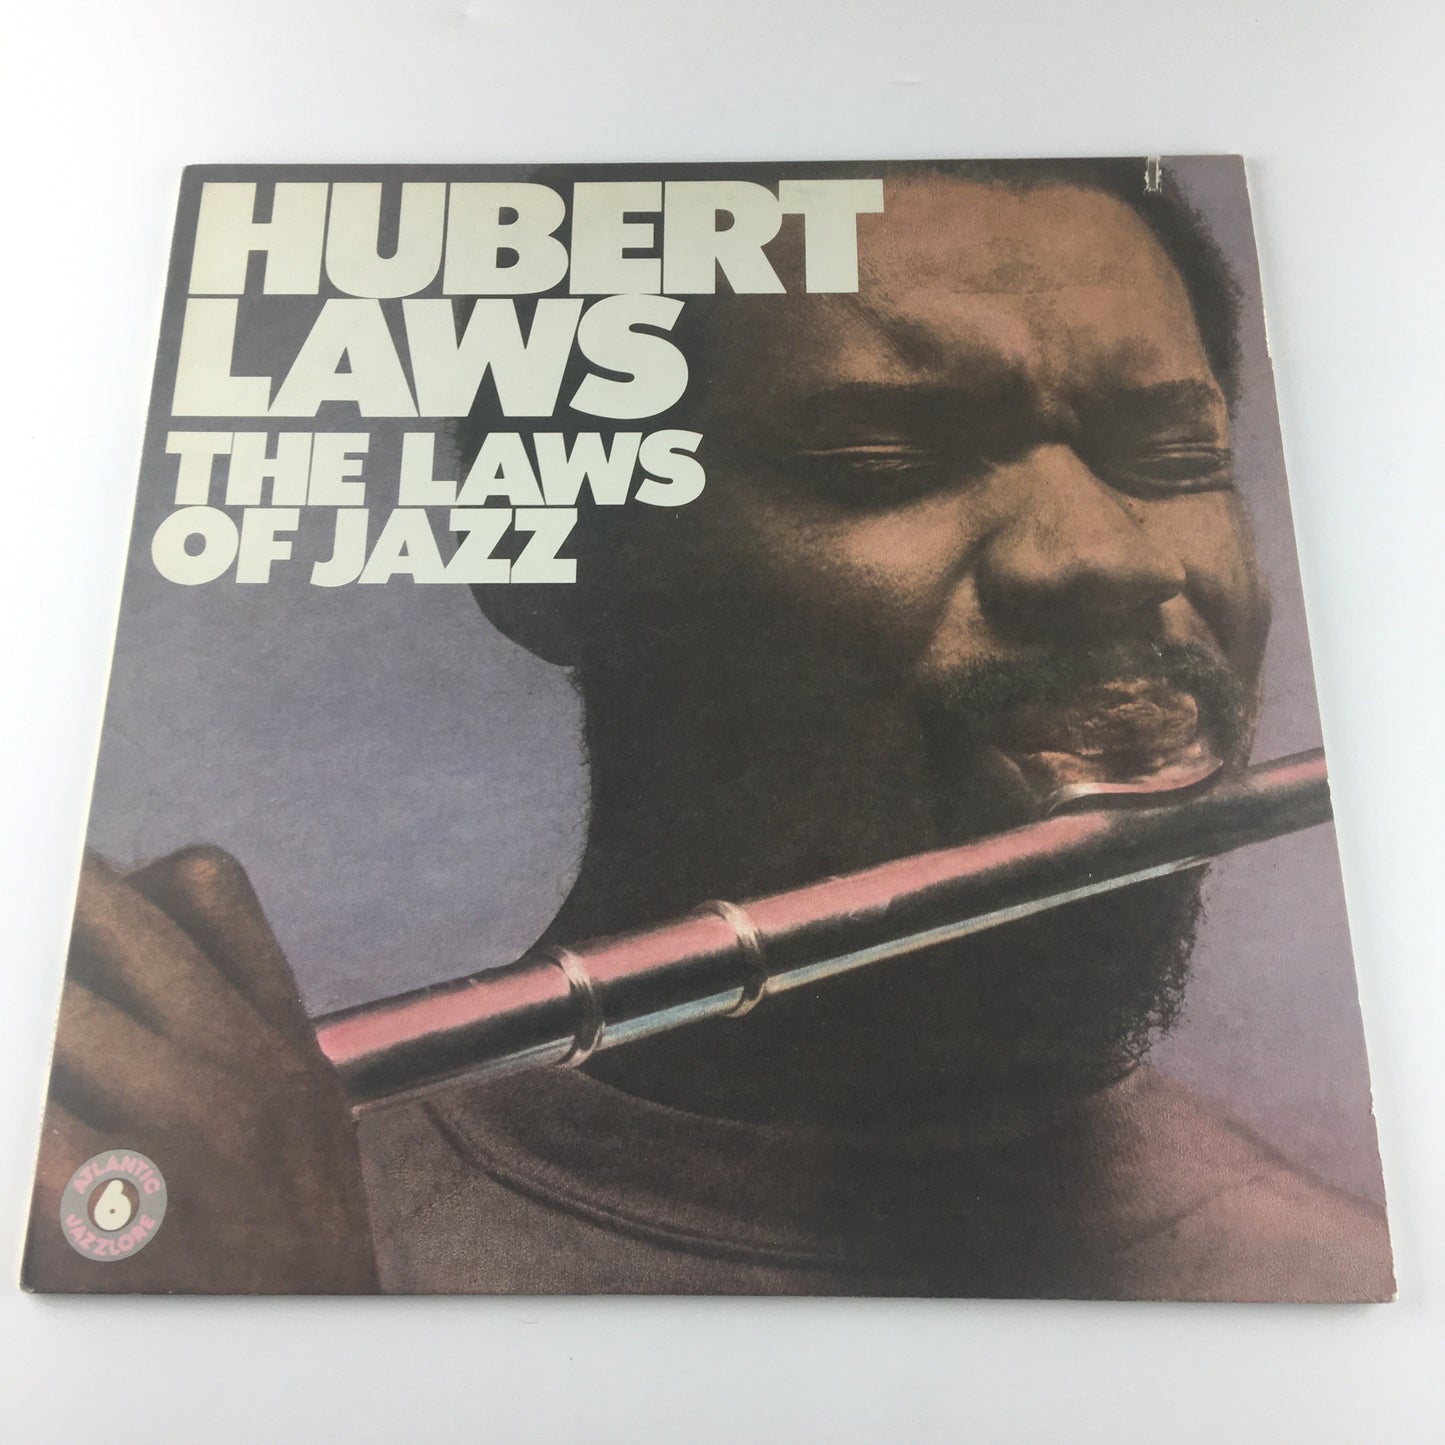 HUBERT
LAWS
THE LAWS
OF JAZZ
ATLANTIC
6
JAZZLORE